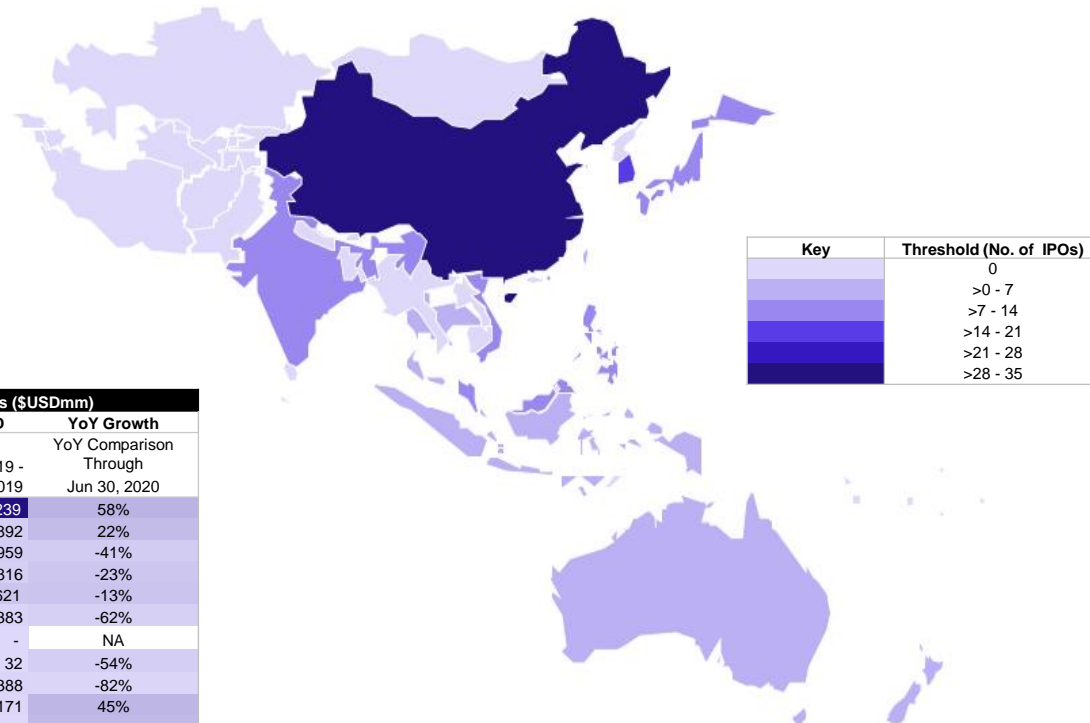 Key Threshold (No. of IPOs)
0
>0 - 7
>7 - 14
>14 - 21
>21 - 28
>28 - 35
s ($USDmm)
YoY Growth
YoY Comparison
19 - Through
019 Jun 30, 2020
239 58%
392 22%
959 -41%
316 -23%
621 -13%
383 -62%
- NA
32 -54%
388 -82%
171 45%